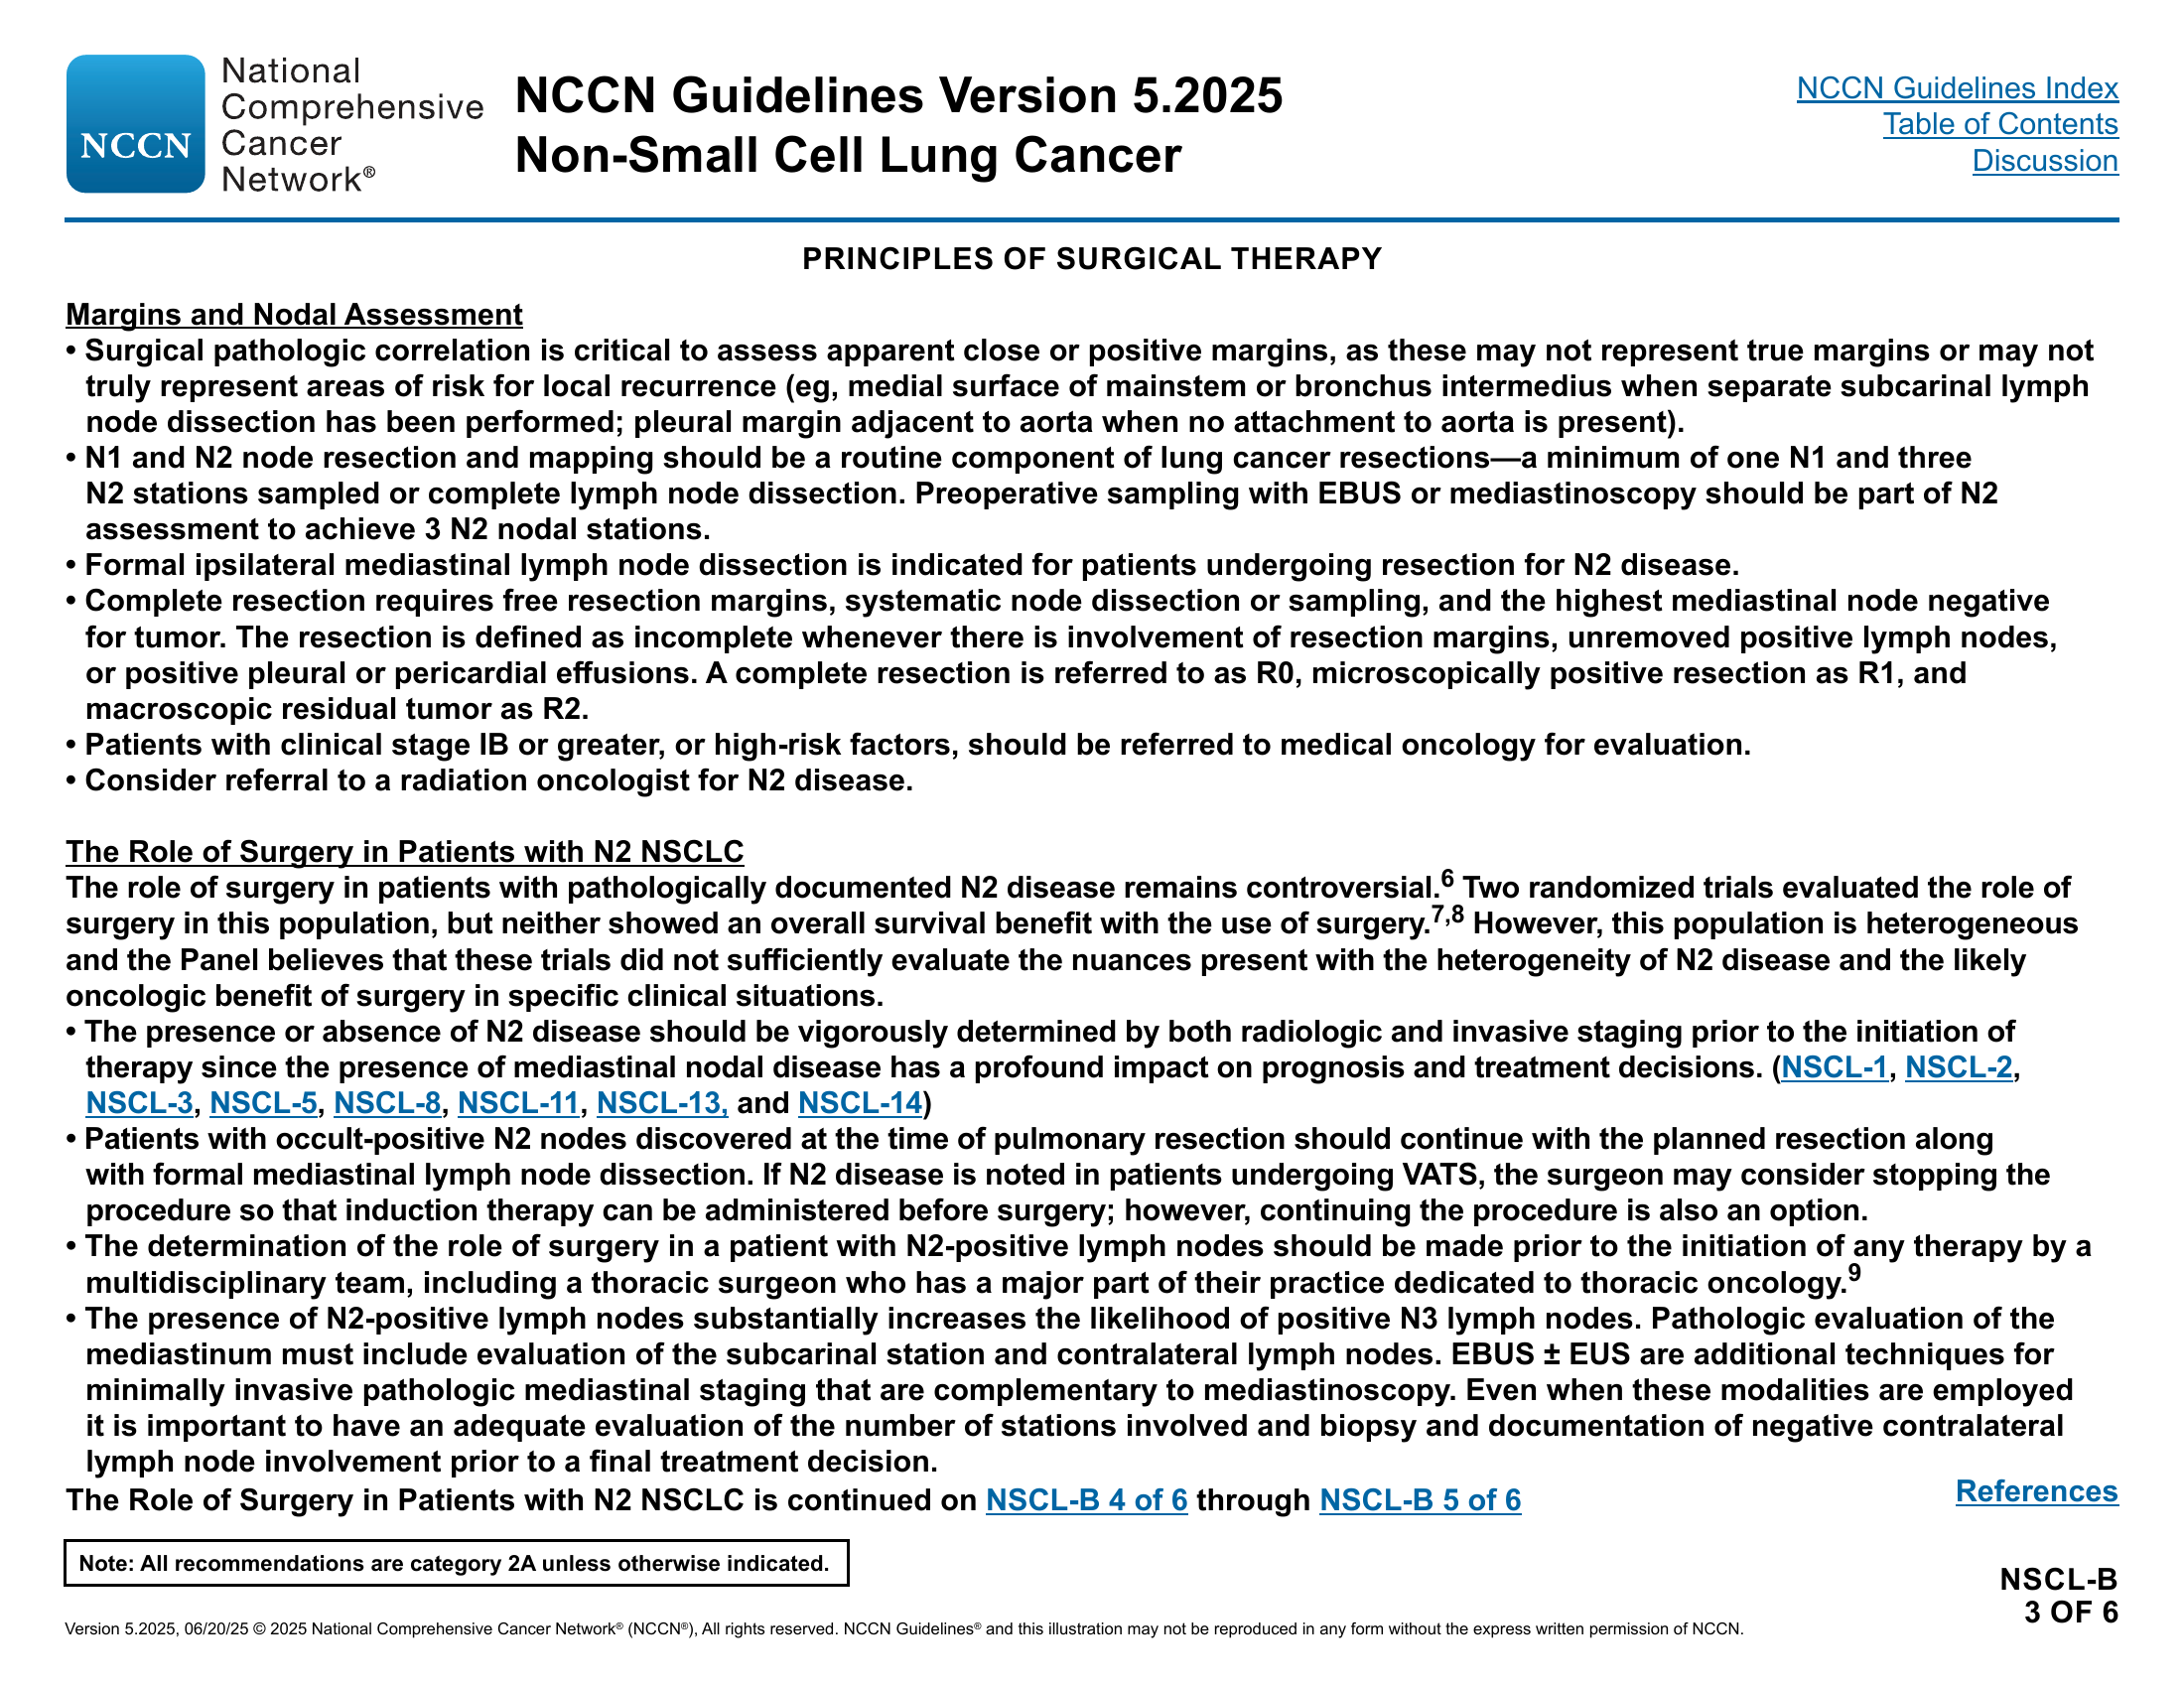 NCCN
National
Comprehensive
Cancer
Network®
NCCN Guidelines Version 5.2025
Non-Small Cell Lung Cancer
NCCN Guidelines Index
Table of Contents
Discussion
PRINCIPLES OF SURGICAL THERAPY
Margins and Nodal Assessment
• Surgical pathologic correlation is critical to assess apparent close or positive margins, as these may not represent true margins or may not
truly represent areas of risk for local recurrence (eg, medial surface of mainstem or bronchus intermedius when separate subcarinal lymph
node dissection has been performed; pleural margin adjacent to aorta when no attachment to aorta is present).
• N1 and N2 node resection and mapping should be a routine component of lung cancer resections—a minimum of one N1 and three
N2 stations sampled or complete lymph node dissection. Preoperative sampling with EBUS or mediastinoscopy should be part of N2
assessment to achieve 3 N2 nodal stations.
• Formal ipsilateral mediastinal lymph node dissection is indicated for patients undergoing resection for N2 disease.
• Complete resection requires free resection margins, systematic node dissection or sampling, and the highest mediastinal node negative
for tumor. The resection is defined as incomplete whenever there is involvement of resection margins, unremoved positive lymph nodes,
or positive pleural or pericardial effusions. A complete resection is referred to as R0, microscopically positive resection as R1, and
macroscopic residual tumor as R2.
• Patients with clinical stage IB or greater, or high-risk factors, should be referred to medical oncology for evaluation.
• Consider referral to a radiation oncologist for N2 disease.
The Role of Surgery in Patients with N2 NSCLC
The role of surgery in patients with pathologically documented N2 disease remains controversial.6 Two randomized trials evaluated the role of
surgery in this population, but neither showed an overall survival benefit with the use of surgery.7,8 However, this population is heterogeneous
and the Panel believes that these trials did not sufficiently evaluate the nuances present with the heterogeneity of N2 disease and the likely
oncologic benefit of surgery in specific clinical situations.
• The presence or absence of N2 disease should be vigorously determined by both radiologic and invasive staging prior to the initiation of
therapy since the presence of mediastinal nodal disease has a profound impact on prognosis and treatment decisions. (NSCL-1, NSCL-2,
NSCL-3, NSCL-5, NSCL-8, NSCL-11, NSCL-13, and NSCL-14)
• Patients with occult-positive N2 nodes discovered at the time of pulmonary resection should continue with the planned resection along
with formal mediastinal lymph node dissection. If N2 disease is noted in patients undergoing VATS, the surgeon may consider stopping the
procedure so that induction therapy can be administered before surgery; however, continuing the procedure is also an option.
• The determination of the role of surgery in a patient with N2-positive lymph nodes should be made prior to the initiation of any therapy by a
multidisciplinary team, including a thoracic surgeon who has a major part of their practice dedicated to thoracic oncology.9
• The presence of N2-positive lymph nodes substantially increases the likelihood of positive N3 lymph nodes. Pathologic evaluation of the
mediastinum must include evaluation of the subcarinal station and contralateral lymph nodes. EBUS ± EUS are additional techniques for
minimally invasive pathologic mediastinal staging that are complementary to mediastinoscopy. Even when these modalities are employed
it is important to have an adequate evaluation of the number of stations involved and biopsy and documentation of negative contralateral
lymph node involvement prior to a final treatment decision.
The Role of Surgery in Patients with N2 NSCLC is continued on NSCL-B 4 of 6 through NSCL-B 5 of 6
References
Note: All recommendations are category 2A unless otherwise indicated.
NSCL-B
3 OF 6
Version 5.2025, 06/20/25 © 2025 National Comprehensive Cancer Network® (NCCN®), All rights reserved. NCCN Guidelines® and this illustration may not be reproduced in any form without the express written permission of NCCN.